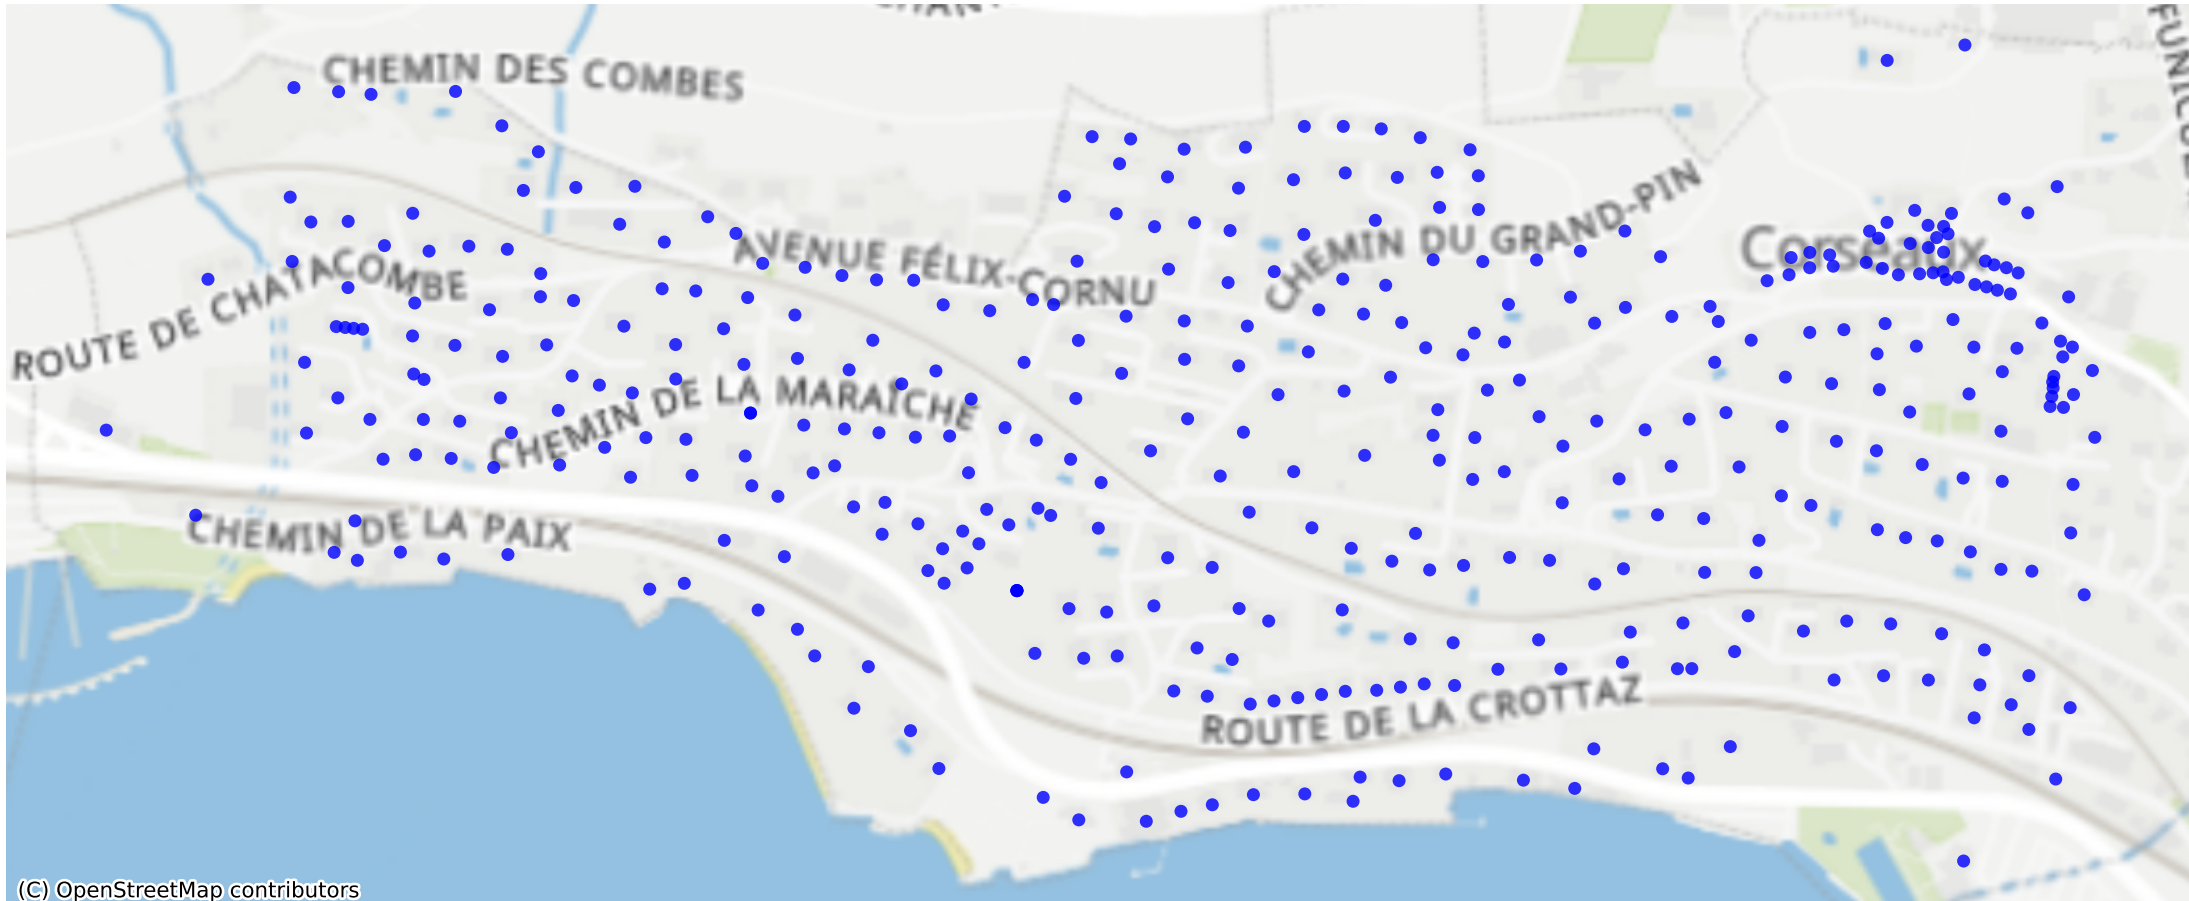 CHEMIN DES COMBES
CHEMIN DU GRAND-PIN
AVENUE FÉLIX-CORNU
Corseaux
ROUTE DE CHATACOMBE
CHEMIN DE LA MARAÎCHE
CHEMIN DE LA PAIX
ROUTE DE LA CROTTAZ
(C) OpenStreetMap contributors